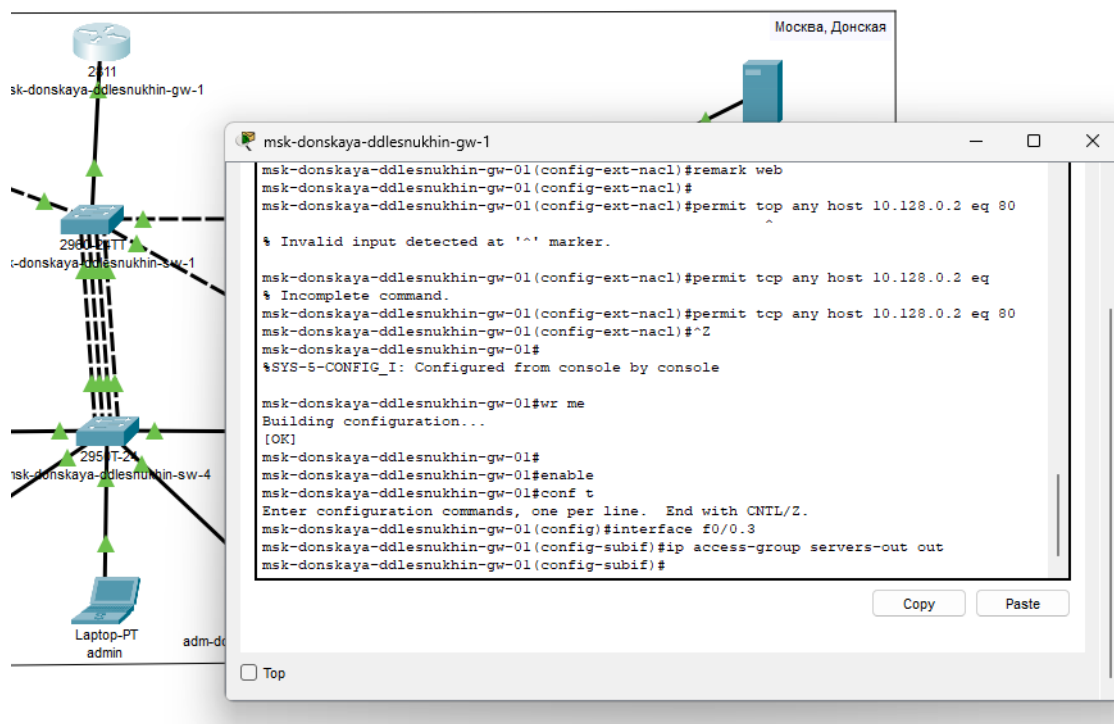 Москва, Донская
2811
sk-donskaya-ddlesnukhin-gw-1
2960-24TT
k-donskaya-ddlesnukhin-sw-1
2950T-24
nsk-donskaya-ddlesnukhin-sw-4
Laptop-PT
admin
adm-do
msk-donskaya-ddlesnukhin-gw-1
msk-donskaya-ddlesnukhin-gw-01(config-ext-nacl)#remark web
msk-donskaya-ddlesnukhin-gw-01(config-ext-nacl)#
msk-donskaya-ddlesnukhin-gw-01(config-ext-nacl)#permit top any host 10.128.0.2 eq 80
^
% Invalid input detected at '^' marker.
msk-donskaya-ddlesnukhin-gw-01(config-ext-nacl)#permit tcp any host 10.128.0.2 eq
% Incomplete command.
msk-donskaya-ddlesnukhin-gw-01(config-ext-nacl)#permit tcp any host 10.128.0.2 eq 80
msk-donskaya-ddlesnukhin-gw-01(config-ext-nacl)#^Z
msk-donskaya-ddlesnukhin-gw-01#
%SYS-5-CONFIG_I: Configured from console by console
msk-donskaya-ddlesnukhin-gw-01#wr me
Building configuration...
[OK]
msk-donskaya-ddlesnukhin-gw-01#
msk-donskaya-ddlesnukhin-gw-01#enable
msk-donskaya-ddlesnukhin-gw-01#conf t
Enter configuration commands, one per line.  End with CNTL/Z.
msk-donskaya-ddlesnukhin-gw-01(config)#interface f0/0.3
msk-donskaya-ddlesnukhin-gw-01(config-subif)#ip access-group servers-out out
msk-donskaya-ddlesnukhin-gw-01(config-subif)#
Copy
Paste
Top